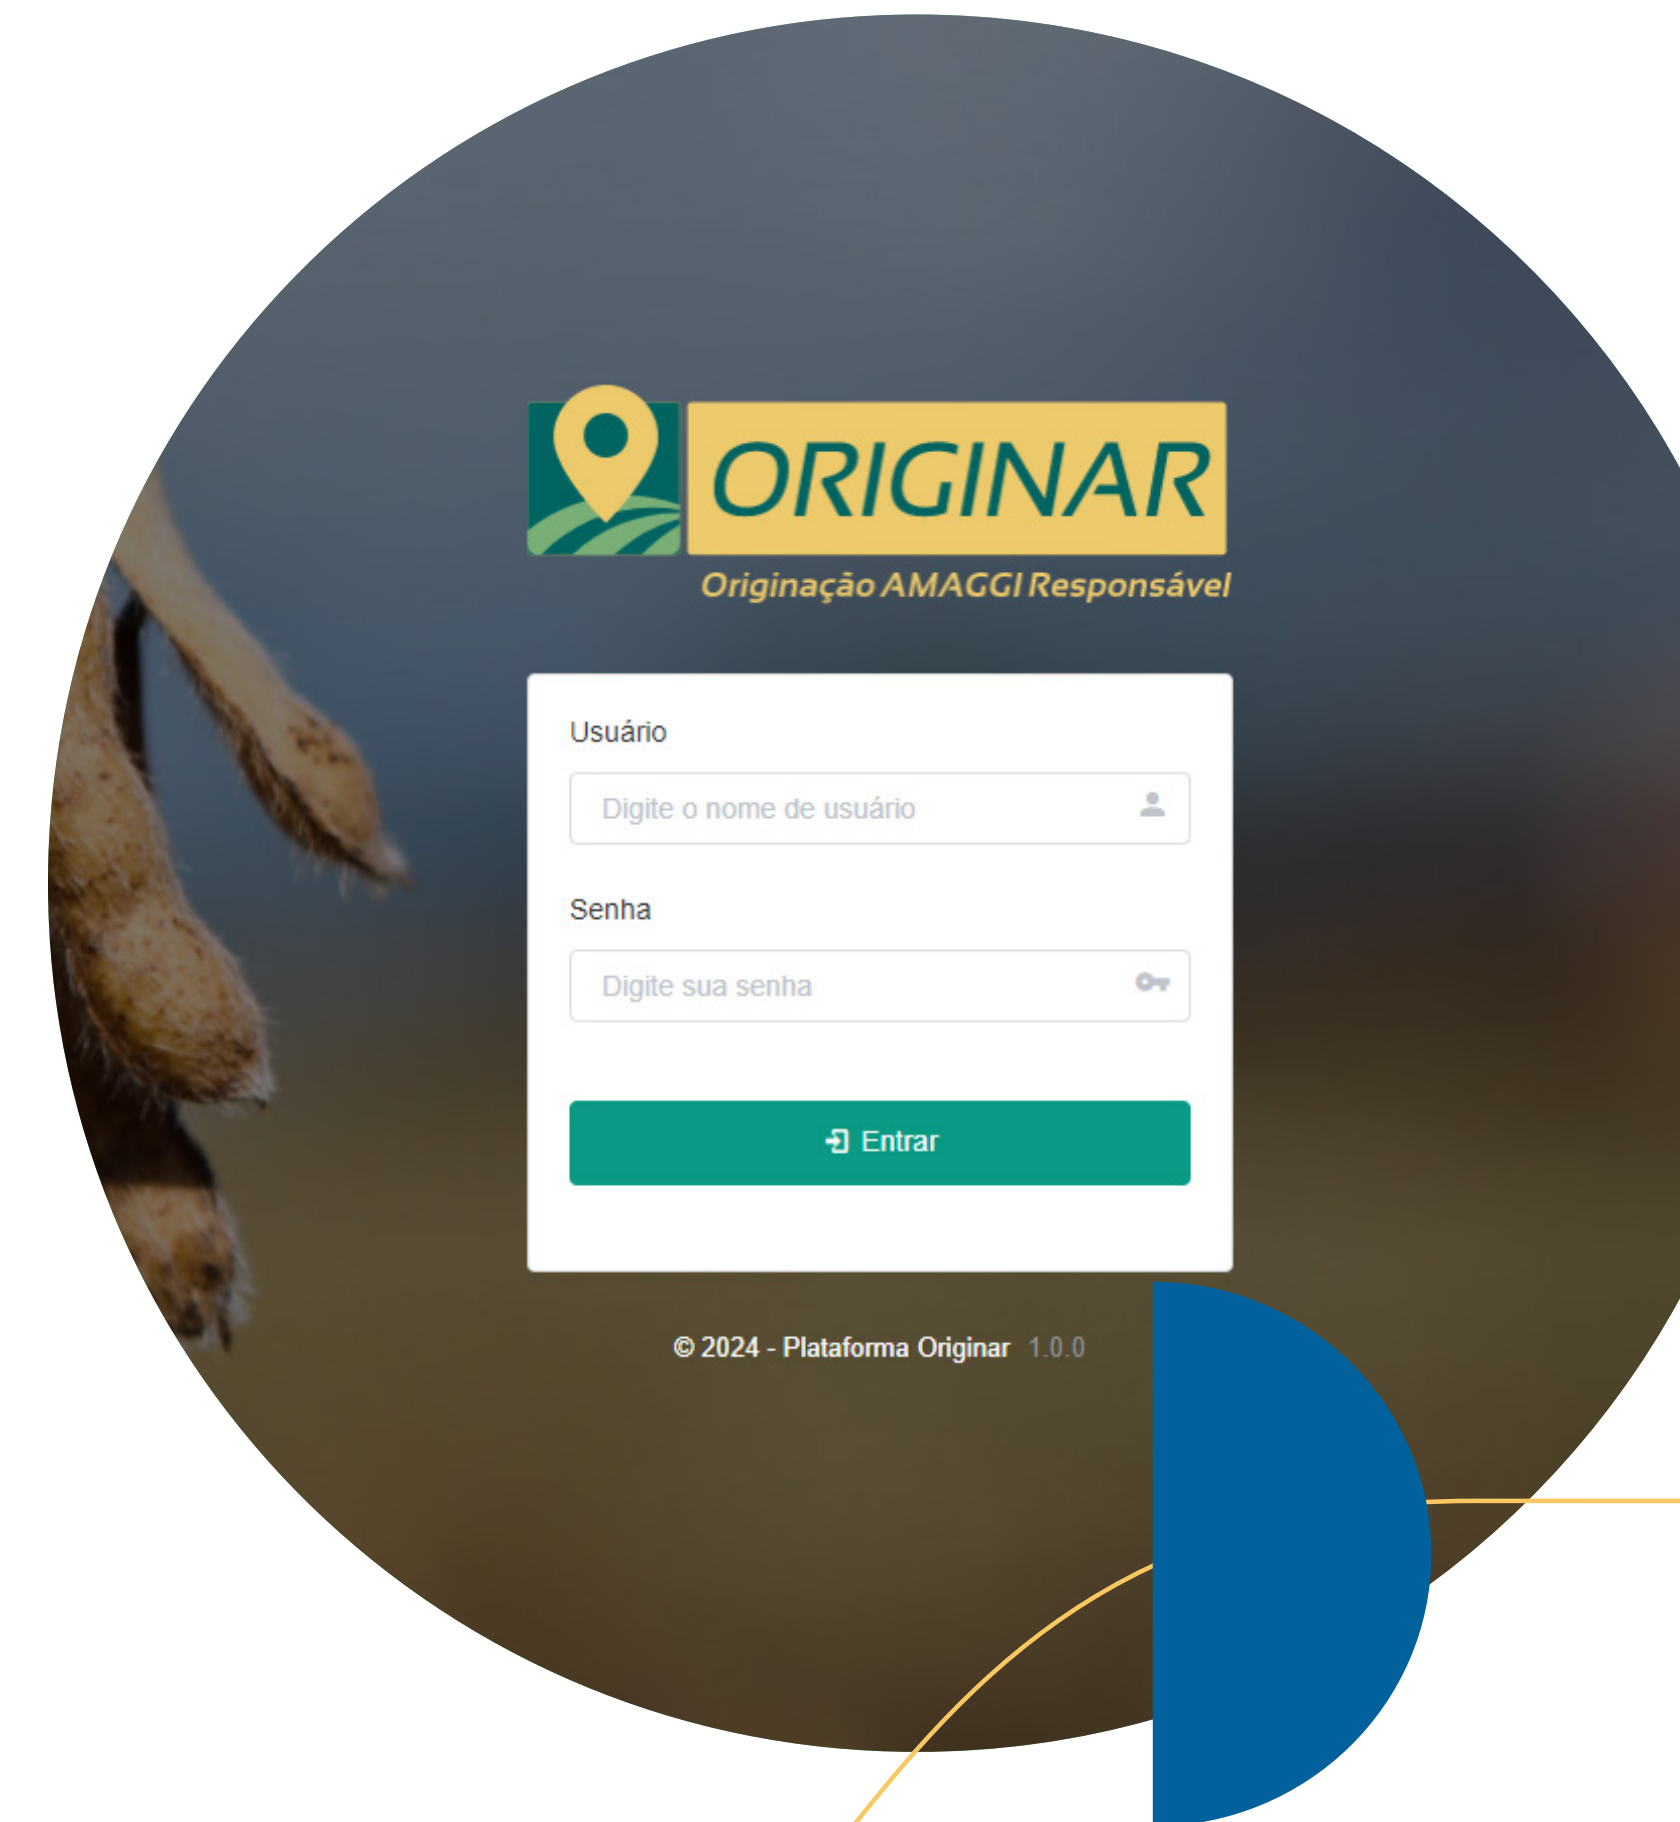 ORIGINAR
Originação AMAGGI Responsável
Usuário
Digite o nome de usuário
Senha
Digite sua senha
Entrar
© 2024 - Plataforma Originar 1.0.0